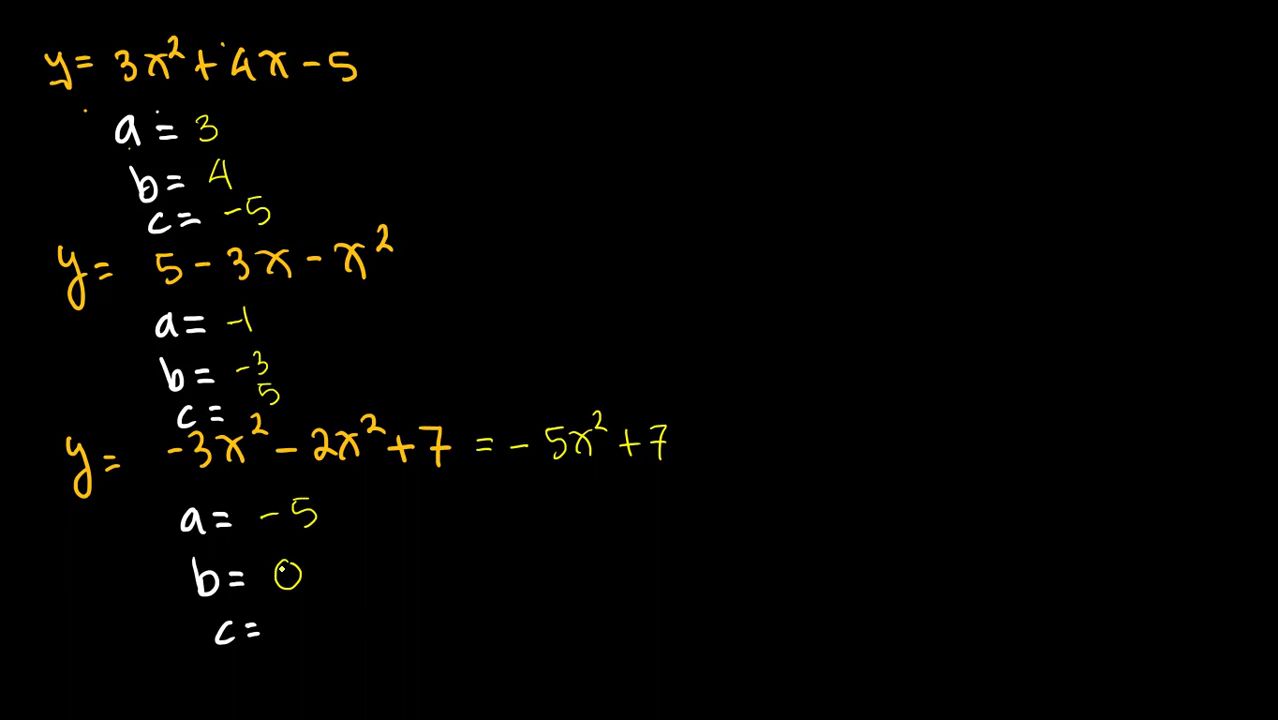 y= 3x²+4x-5
a= 3
b= 4
c= -5
y= 5-3x-x²
a= -1
b= -3
c= 5
y= -3x²-2x²+7 = -5x²+7
a= -5
b= 0
c=